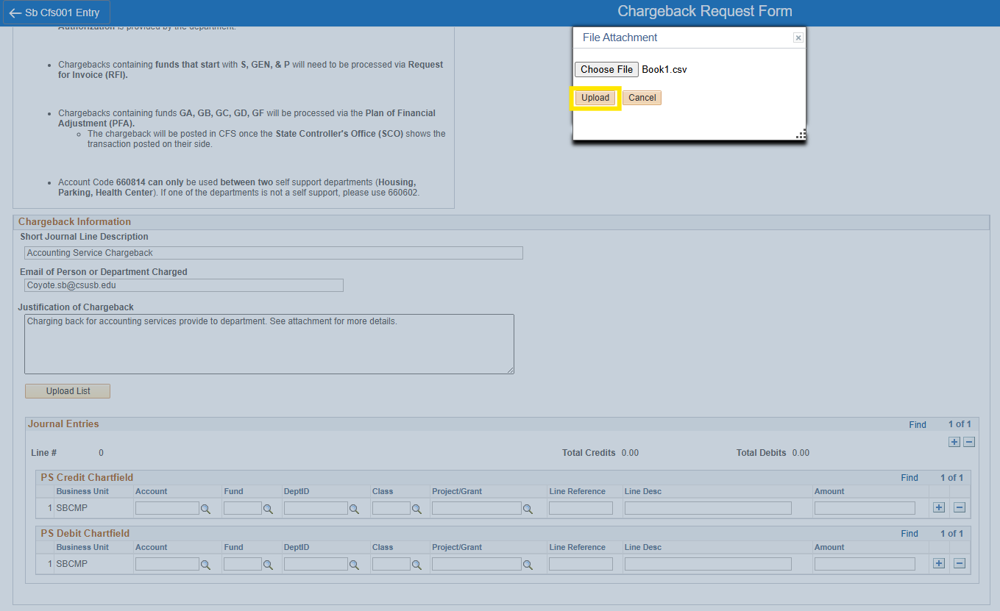 Sb Cfs001 Entry
Chargeback Request Form
Authorization is provided by the department.
Chargebacks containing funds that start with S, GEN, & P will need to be processed via Request
for Invoice (RFI).
Chargebacks containing funds GA, GB, GC, GD, GF will be processed via the Plan of Financial
Adjustment (PFA).
The chargeback will be posted in CFS once the State Controller's Office (SCO) shows the
transaction posted on their side.
Account Code 660814 can only be used between two self support departments (Housing,
Parking, Health Center). If one of the departments is not a self support, please use 660602.
File Attachment
Choose File Book1.csv
Upload Cancel
Chargeback Information
Short Journal Line Description
Accounting Service Chargeback
Email of Person or Department Charged
Coyote.sb@csusb.edu
Justification of Chargeback
Charging back for accounting services provide to department. See attachment for more details.
Upload List
Journal Entries Find 1 of 1
Line # 0 Total Credits 0.00 Total Debits 0.00
PS Credit Chartfield Find 1 of 1
Business Unit Account Fund DeptID Class Project/Grant Line Reference Line Desc Amount
1 SBCMP
PS Debit Chartfield Find 1 of 1
Business Unit Account Fund DeptID Class Project/Grant Line Reference Line Desc Amount
1 SBCMP